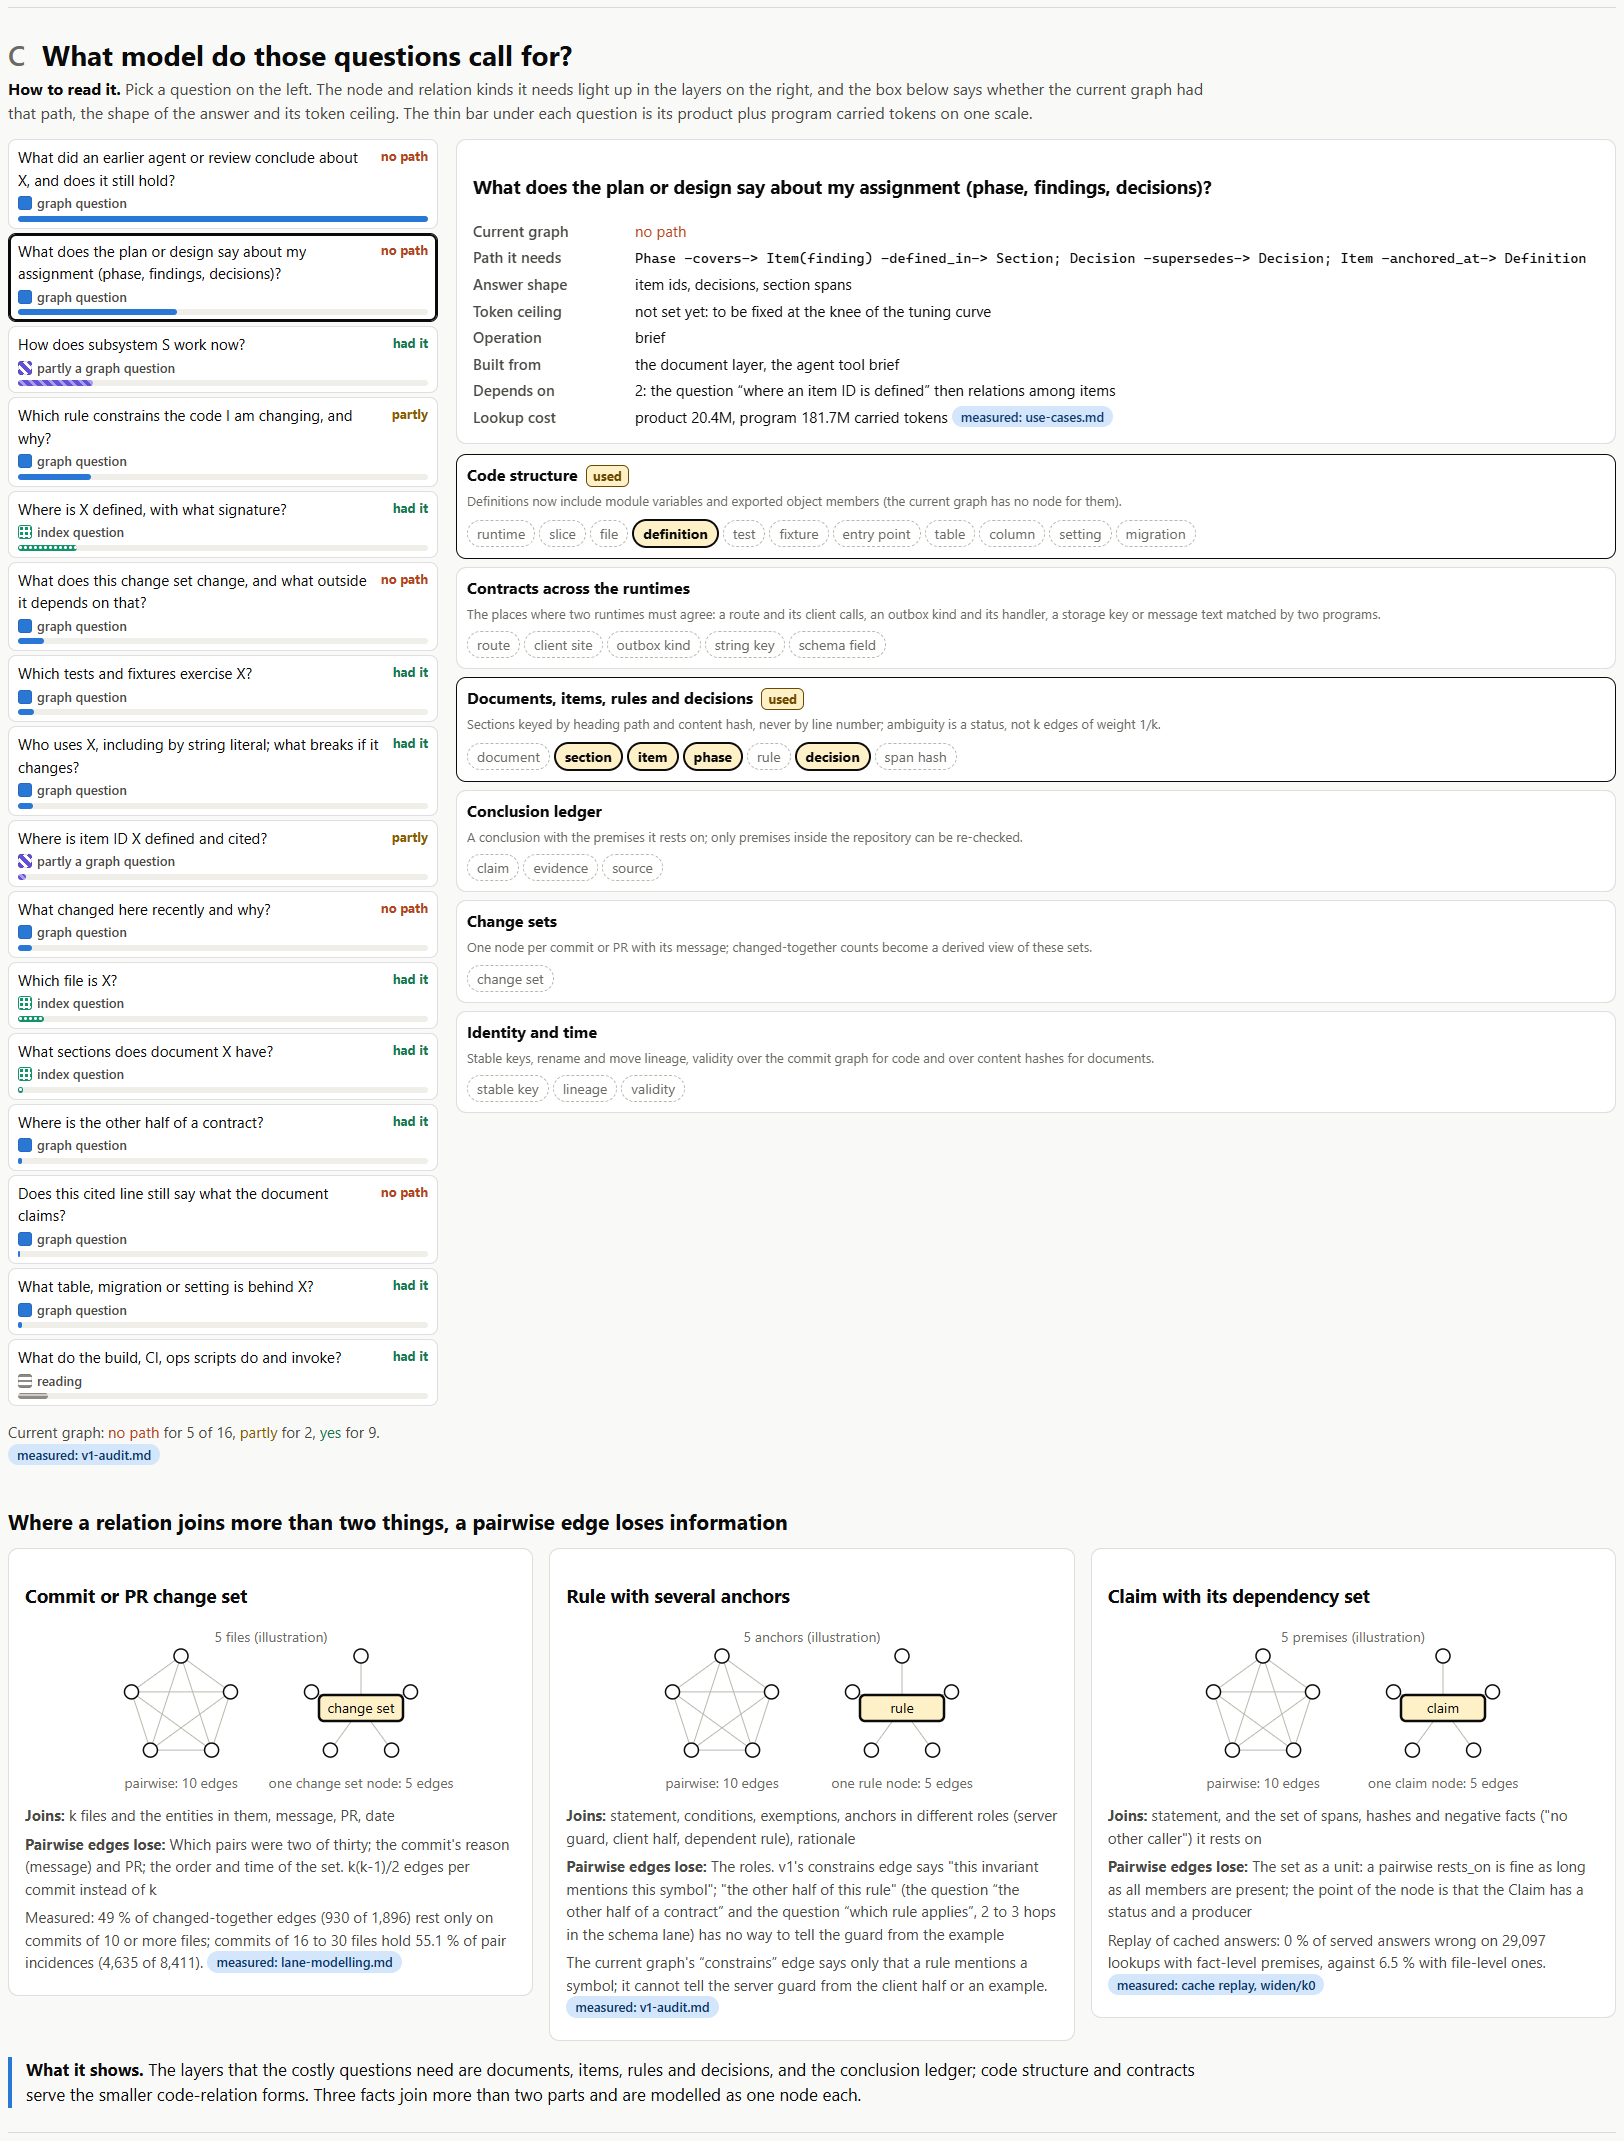 C What model do those questions call for?
How to read it. Pick a question on the left. The node and relation kinds it needs light up in the layers on the right, and the box below says whether the current graph had
that path, the shape of the answer and its token ceiling. The thin bar under each question is its product plus program carried tokens on one scale.
What did an earlier agent or review conclude about no path
X, and does it still hold?
graph question
What does the plan or design say about my no path
assignment (phase, findings, decisions)?
graph question
How does subsystem S work now? had it
partly a graph question
Which rule constrains the code I am changing, and partly
why?
graph question
Where is X defined, with what signature? had it
index question
What does this change set change, and what outside no path
it depends on that?
graph question
Which tests and fixtures exercise X? had it
graph question
Who uses X, including by string literal; what breaks if it had it
changes?
graph question
Where is item ID X defined and cited? partly
partly a graph question
What changed here recently and why? no path
graph question
Which file is X? had it
index question
What sections does document X have? had it
index question
Where is the other half of a contract? had it
graph question
Does this cited line still say what the document no path
claims?
graph question
What table, migration or setting is behind X? had it
graph question
What do the build, CI, ops scripts do and invoke? had it
reading
Current graph: no path for 5 of 16, partly for 2, yes for 9.
measured: v1-audit.md
What does the plan or design say about my assignment (phase, findings, decisions)?
Current graph no path
Path it needs Phase −covers−> Item(finding) −defined_in−> Section; Decision −supersedes−> Decision; Item −anchored_at−> Definition
Answer shape item ids, decisions, section spans
Token ceiling not set yet: to be fixed at the knee of the tuning curve
Operation brief
Built from the document layer, the agent tool brief
Depends on 2: the question “where an item ID is defined” then relations among items
Lookup cost product 20.4M, program 181.7M carried tokens measured: use-cases.md
Code structure used
Definitions now include module variables and exported object members (the current graph has no node for them).
runtime slice file definition test fixture entry point table column setting migration
Contracts across the runtimes
The places where two runtimes must agree: a route and its client calls, an outbox kind and its handler, a storage key or message text matched by two programs.
route client site outbox kind string key schema field
Documents, items, rules and decisions used
Sections keyed by heading path and content hash, never by line number; ambiguity is a status, not k edges of weight 1/k.
document section item phase rule decision span hash
Conclusion ledger
A conclusion with the premises it rests on; only premises inside the repository can be re-checked.
claim evidence source
Change sets
One node per commit or PR with its message; changed-together counts become a derived view of these sets.
change set
Identity and time
Stable keys, rename and move lineage, validity over the commit graph for code and over content hashes for documents.
stable key lineage validity
Where a relation joins more than two things, a pairwise edge loses information
Commit or PR change set
5 files (illustration)
change set
pairwise: 10 edges one change set node: 5 edges
Joins: k files and the entities in them, message, PR, date
Pairwise edges lose: Which pairs were two of thirty; the commit's reason
(message) and PR; the order and time of the set. k(k-1)/2 edges per
commit instead of k
Measured: 49 % of changed-together edges (930 of 1,896) rest only on
commits of 10 or more files; commits of 16 to 30 files hold 55.1 % of pair
incidences (4,635 of 8,411). measured: lane-modelling.md
Rule with several anchors
5 anchors (illustration)
rule
pairwise: 10 edges one rule node: 5 edges
Joins: statement, conditions, exemptions, anchors in different roles (server
guard, client half, dependent rule), rationale
Pairwise edges lose: The roles. v1's constrains edge says "this invariant
mentions this symbol"; "the other half of this rule" (the question “the
other half of a contract” and the question “which rule applies”, 2 to 3 hops
in the schema lane) has no way to tell the guard from the example
The current graph's “constrains” edge says only that a rule mentions a
symbol; it cannot tell the server guard from the client half or an example.
measured: v1-audit.md
Claim with its dependency set
5 premises (illustration)
claim
pairwise: 10 edges one claim node: 5 edges
Joins: statement, and the set of spans, hashes and negative facts ("no
other caller") it rests on
Pairwise edges lose: The set as a unit: a pairwise rests_on is fine as long
as all members are present; the point of the node is that the Claim has a
status and a producer
Replay of cached answers: 0 % of served answers wrong on 29,097
lookups with fact-level premises, against 6.5 % with file-level ones.
measured: cache replay, widen/k0
What it shows. The layers that the costly questions need are documents, items, rules and decisions, and the conclusion ledger; code structure and contracts
serve the smaller code-relation forms. Three facts join more than two parts and are modelled as one node each.